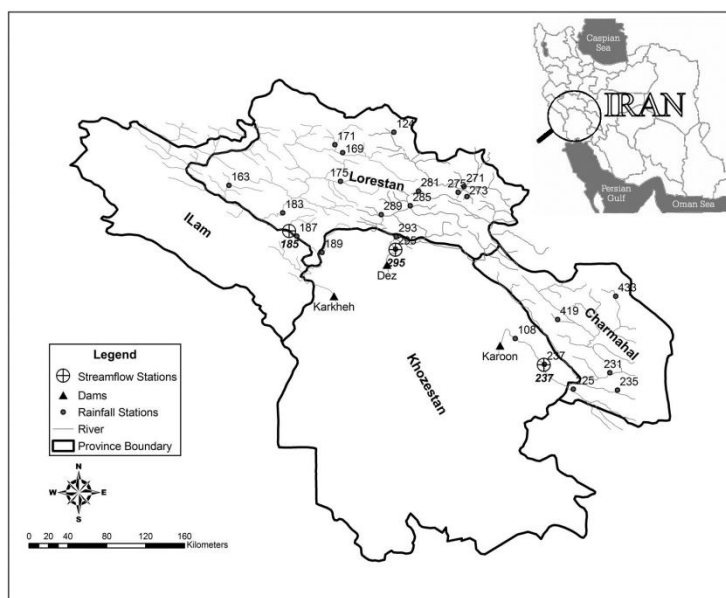 Caspian
Sea
IRAN
Persian
Gulf
Oman Sea
124
171
169
163
175
Lorestan
281
275
271
273
285
183
289
ILam
187
185
293
295
295
189
Dez
Karkheh
433
419
Charmahal
108
Karoon
237
237
231
225
235
Khozestan
Legend
Streamflow Stations
Dams
Rainfall Stations
River
Province Boundary
N
W E
S
0 20 40 80 120 160
Kilometers